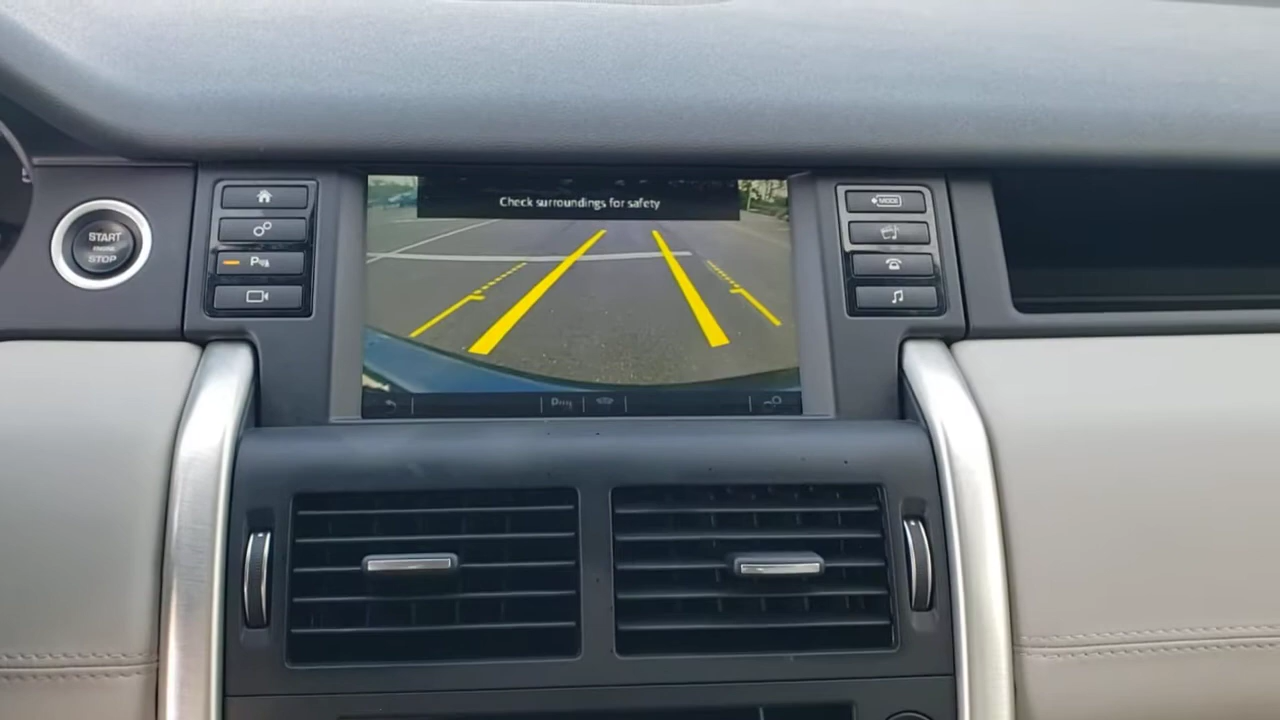 Check surroundings for safety
START
ENGINE
STOP
P
MODE
P